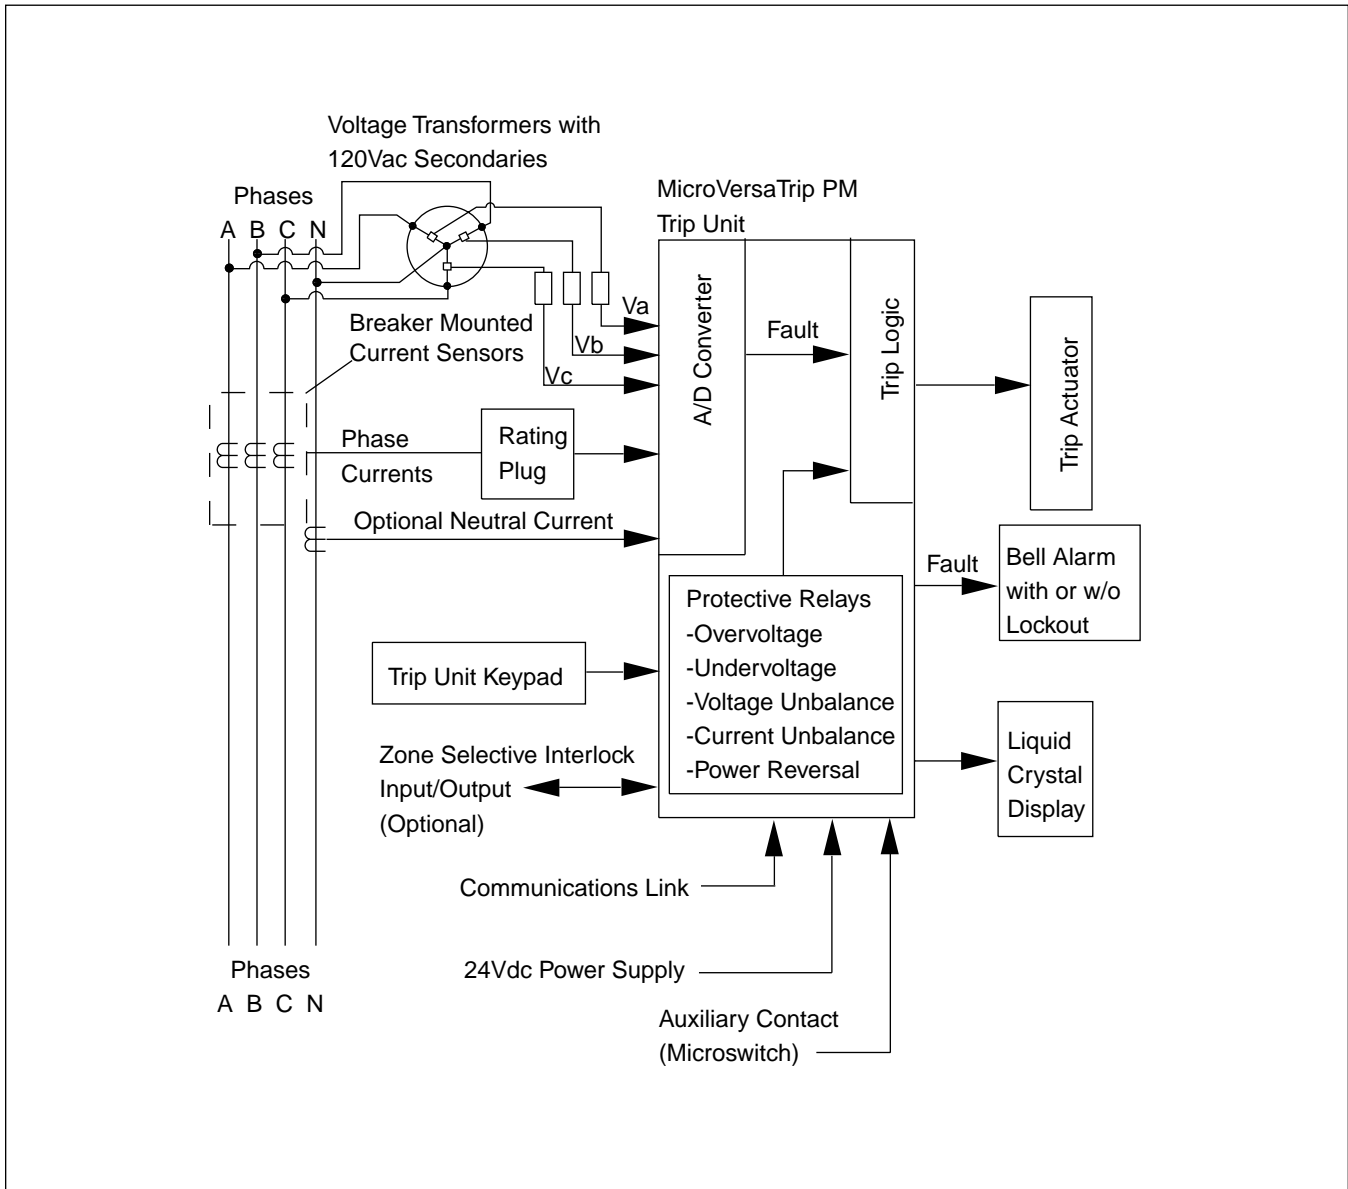 Voltage Transformers with
120Vac Secondaries
Phases
A B C N
MicroVersaTrip PM
Trip Unit
Va
Vb
Vc
A/D Converter
Fault
Trip Logic
Trip Actuator
Breaker Mounted
Current Sensors
Phase
Currents
Rating
Plug
Optional Neutral Current
Fault
Bell Alarm
with or w/o
Lockout
Protective Relays
-Overvoltage
-Undervoltage
-Voltage Unbalance
-Current Unbalance
-Power Reversal
Trip Unit Keypad
Zone Selective Interlock
Input/Output
(Optional)
Liquid
Crystal
Display
Communications Link
24Vdc Power Supply
Auxiliary Contact
(Microswitch)
Phases
A B C N